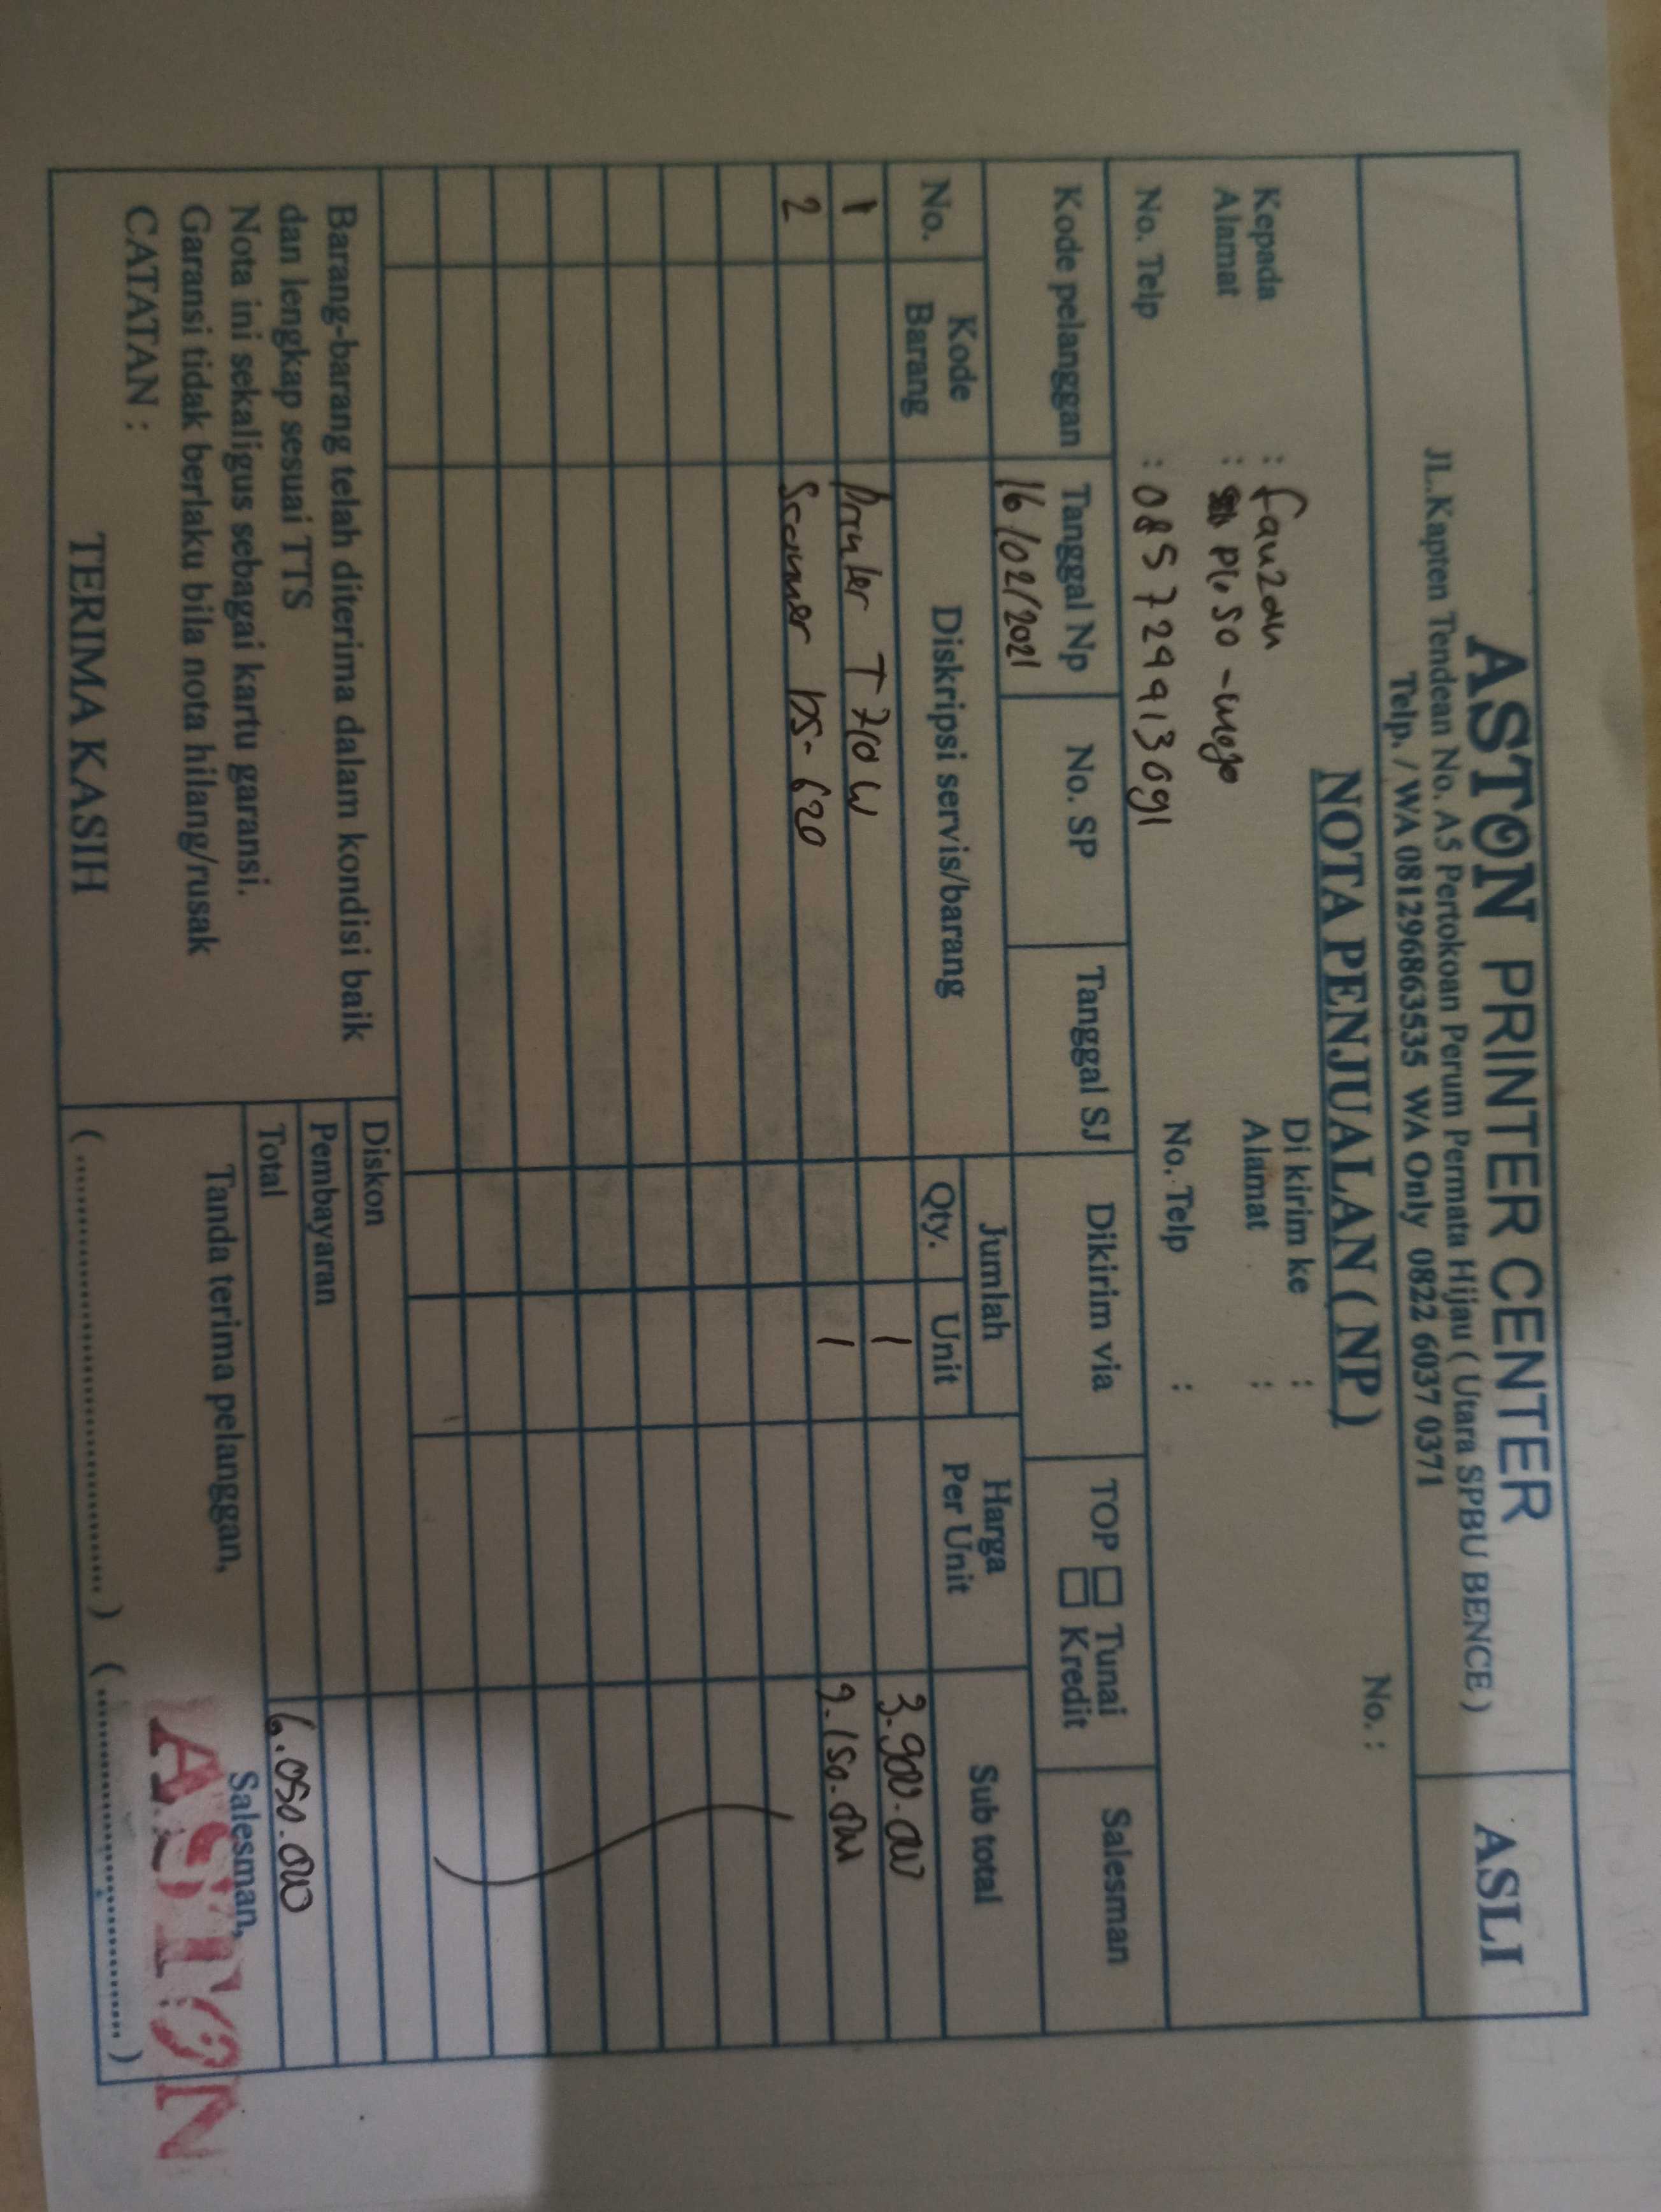 ASTON PRINTER CENTER
JL.Kapten Tendean No. A5 Pertokoan Perum Permata Hijau ( Utara SPBU BENCE )
Telp. / WA 081296863535 WA Only 0822 6037 0371
ASLI
NOTA PENJUALAN ( NP )
No. :
Kepada : Fauzan
Alamat :
No. Telp : 085729913091
Di kirim ke :
Alamat :
No. Telp :
Kode pelanggan Tanggal Np No. SP Tanggal SJ Dikirim via TOP Tunai Kredit Salesman
16/02/2021
No. Kode Barang Diskripsi servis/barang Jumlah Qty. Unit Harga Per Unit Sub total
1 Printer T710W 1 3.900.000
2 Scanner DS-620 1 2.150.000
Barang-barang telah diterima dalam kondisi baik
dan lengkap sesuai TTS
Nota ini sekaligus sebagai kartu garansi.
Garansi tidak berlaku bila nota hilang/rusak
CATATAN :
TERIMA KASIH
Diskon
Pembayaran
Total 6.050.000
Tanda terima pelanggan, Salesman,
(..............................) (..............................)
ASTON